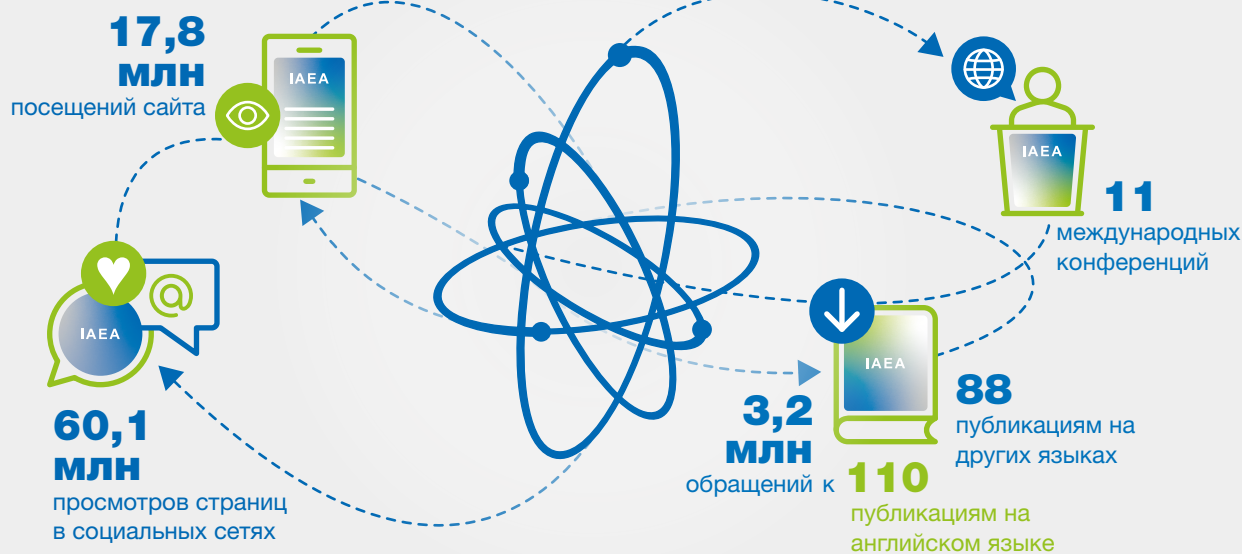 17,8
млн
посещений сайта
IAEA
IAEA
11
международных
конференций
@
IAEA
60,1
млн
просмотров страниц
в социальных сетях
IAEA
3,2
млн
обращений к
88
публикациям на
других языках
110
публикациям на
английском языке